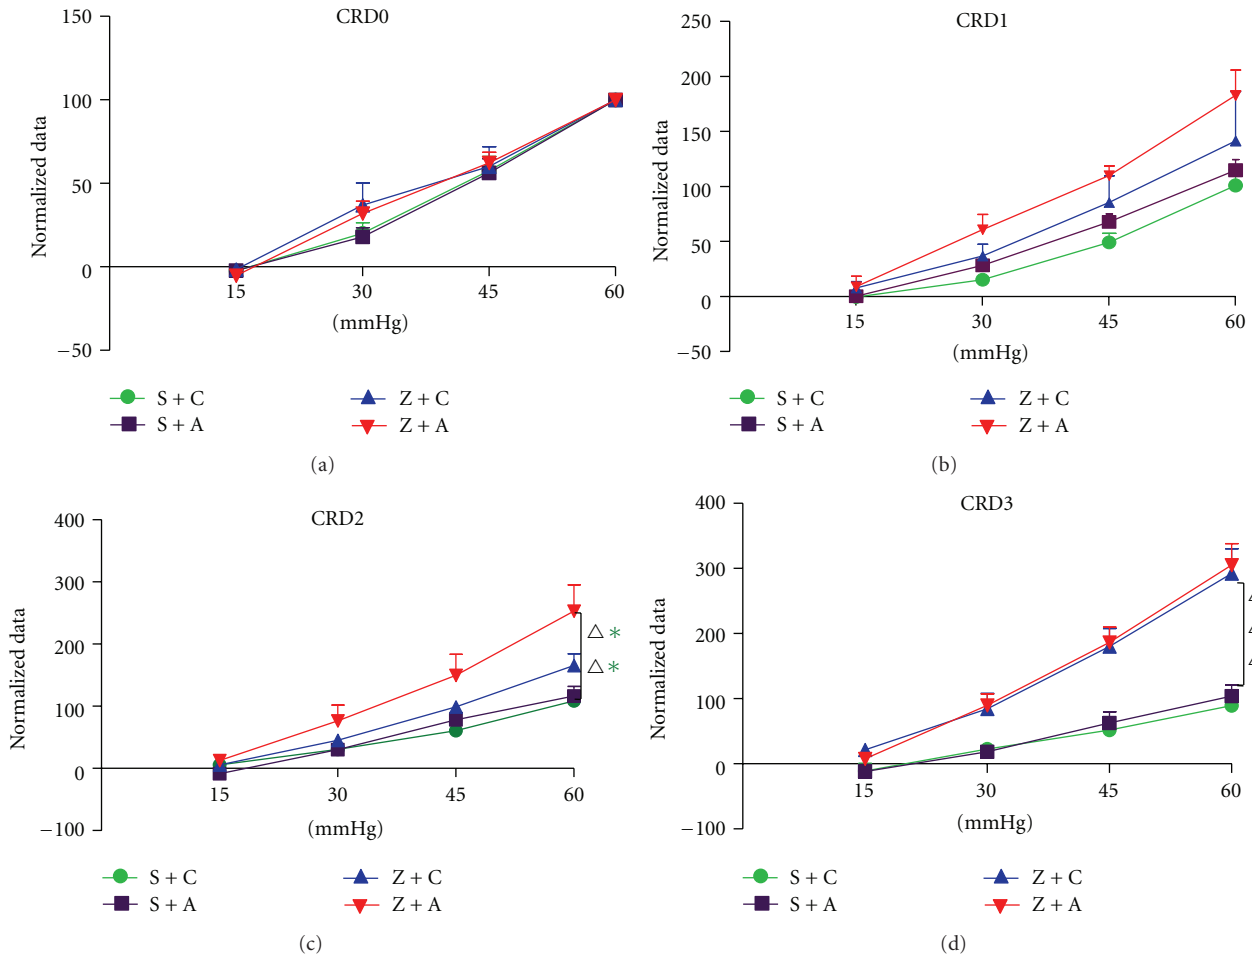 CRD0
150
100
50
0
−50
Normalized data
15 30 45 60
(mmHg)
S + C
S + A
Z + C
Z + A
(a)
CRD1
250
200
150
100
50
0
−50
Normalized data
15 30 45 60
(mmHg)
S + C
S + A
Z + C
Z + A
(b)
CRD2
400
300
200
100
0
−100
Normalized data
15 30 45 60
(mmHg)
△ *
△ *
S + C
S + A
Z + C
Z + A
(c)
CRD3
400
300
200
100
0
−100
Normalized data
15 30 45 60
(mmHg)
S + C
S + A
Z + C
Z + A
(d)